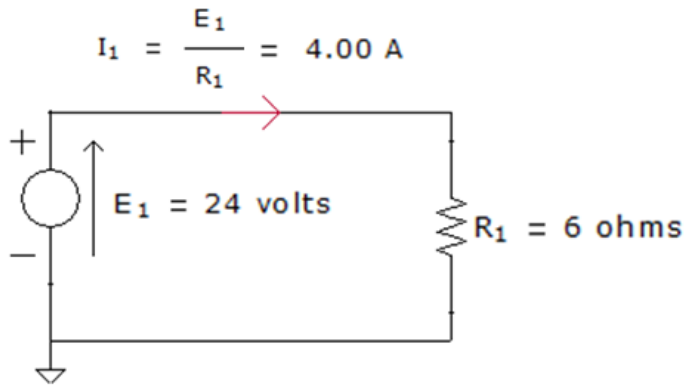 I₁ = E₁ / R₁ = 4.00 A
+
E₁ = 24 volts
R₁ = 6 ohms
−